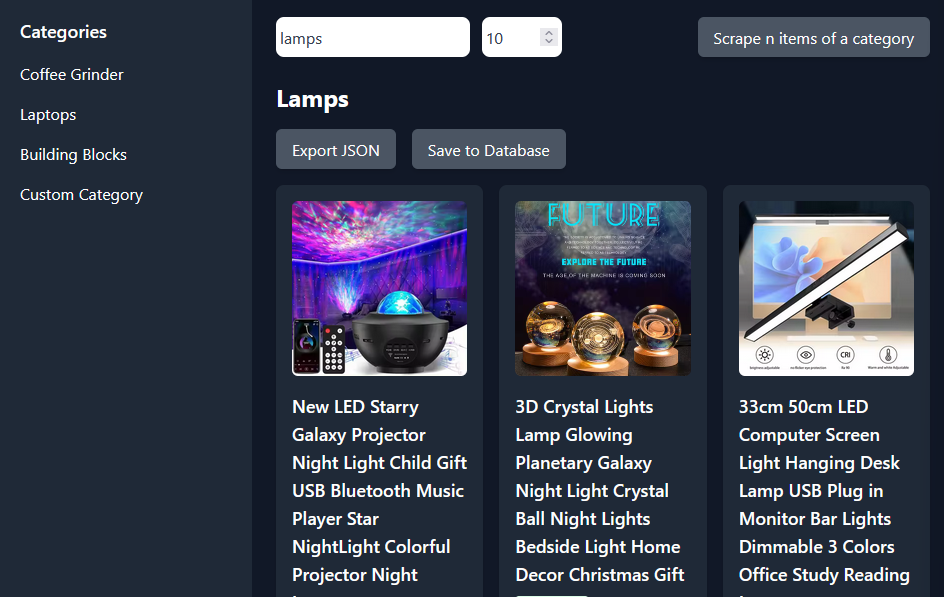 Categories
Coffee Grinder
Laptops
Building Blocks
Custom Category
lamps
10
Scrape n items of a category
Lamps
Export JSON
Save to Database
New LED Starry
Galaxy Projector
Night Light Child Gift
USB Bluetooth Music
Player Star
NightLight Colorful
Projector Night
FUTURE
EXPLORE THE FUTURE
THE AGE OF THE MACHINE IS COMING SOON
3D Crystal Lights
Lamp Glowing
Planetary Galaxy
Night Light Crystal
Ball Night Lights
Bedside Light Home
Decor Christmas Gift
CRI
33cm 50cm LED
Computer Screen
Light Hanging Desk
Lamp USB Plug in
Monitor Bar Lights
Dimmable 3 Colors
Office Study Reading